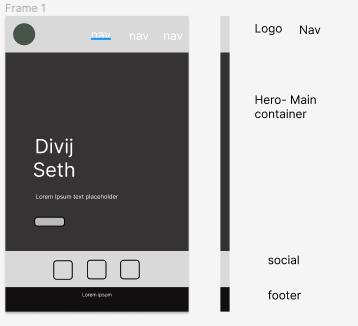 Frame 1
nav nav nav
Divij
Seth
Lorem Ipsum text placeholder
Lorem ipsum
Logo Nav
Hero- Main
container
social
footer